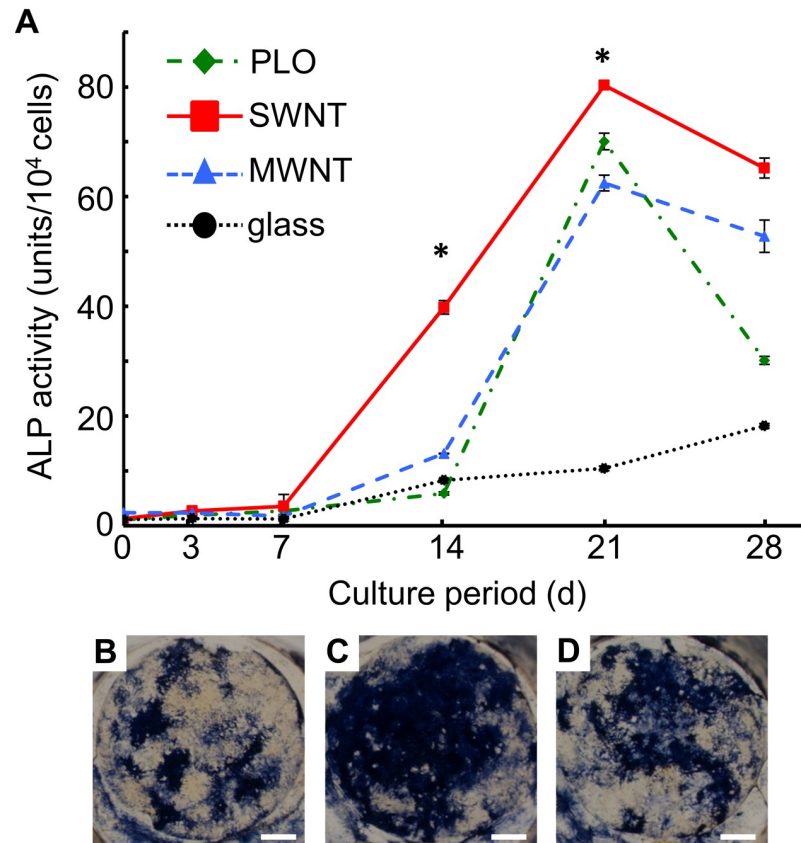 A
ALP activity (units/10⁴ cells)
80
60
40
20
0
PLO
SWNT
MWNT
glass
*
*
0 3 7 14 21 28
Culture period (d)
B C D